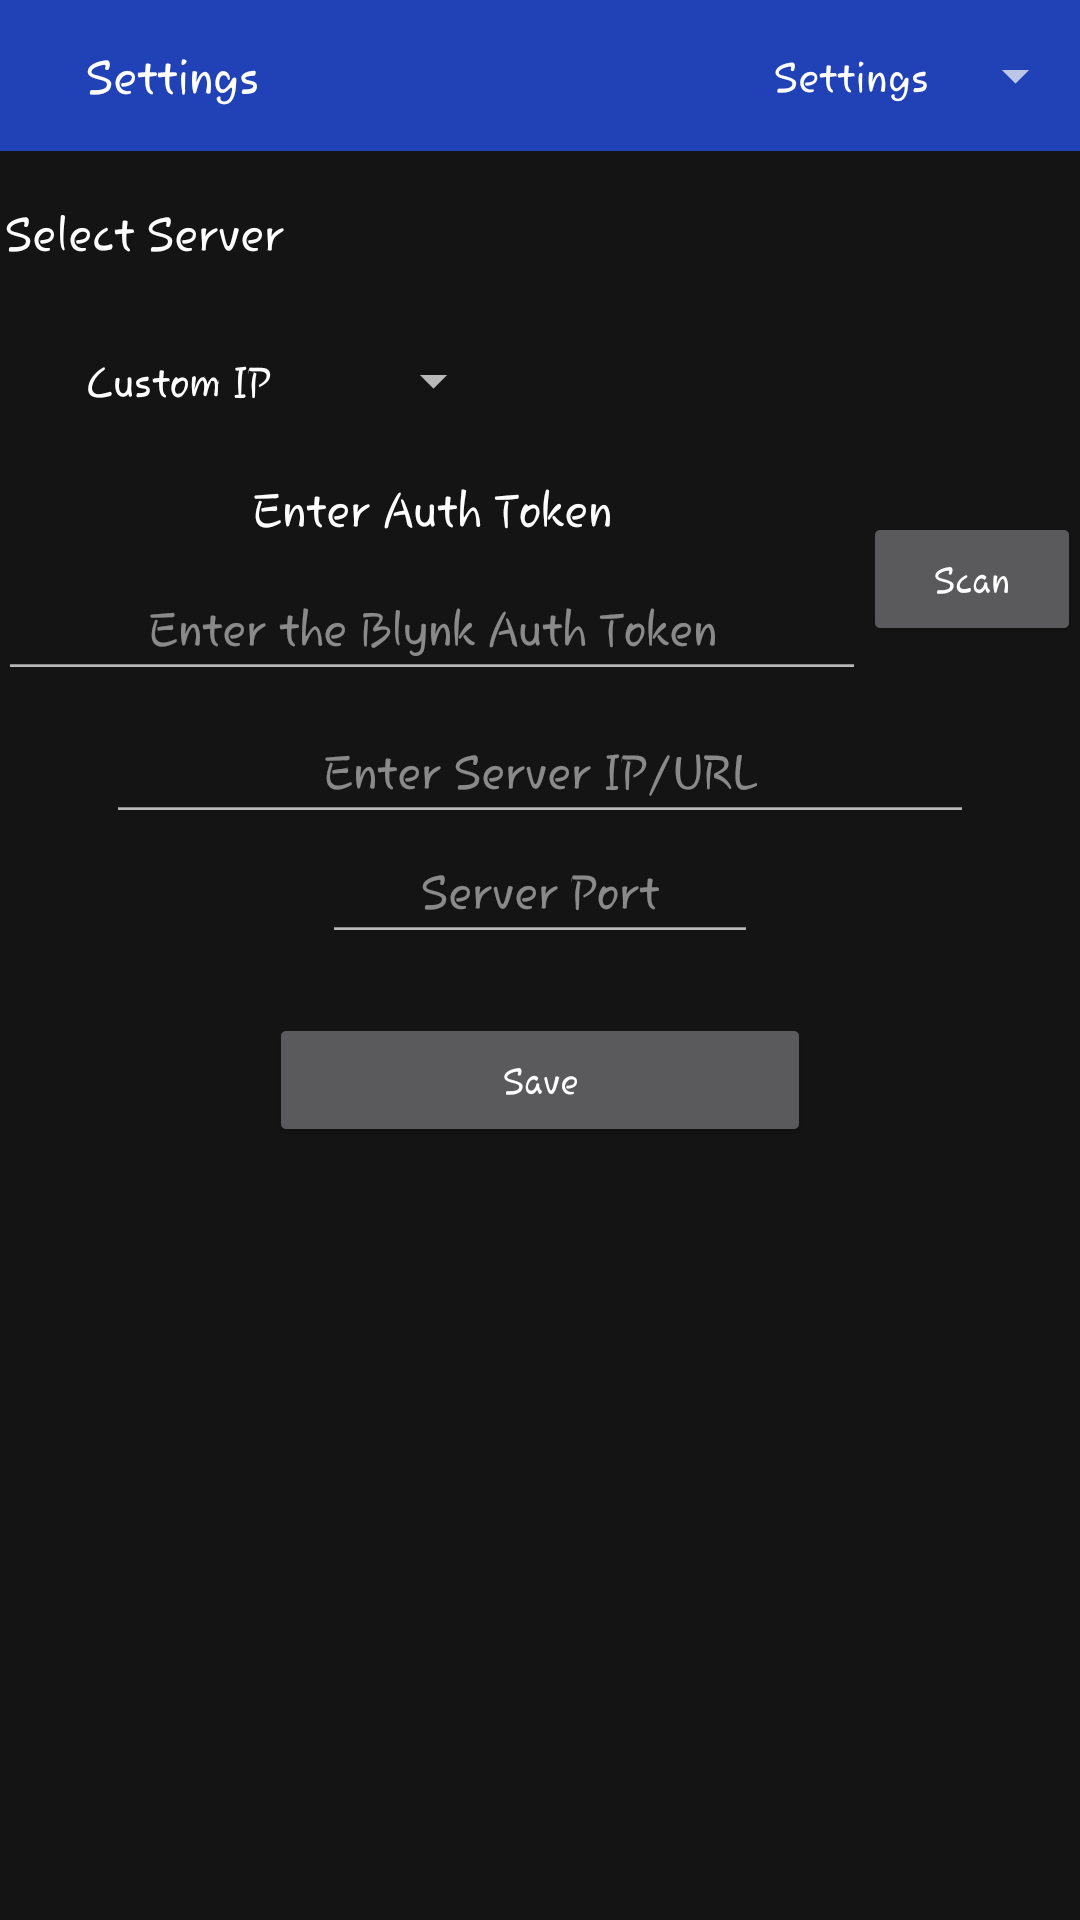 Settings
Settings
Select Server
Custom IP
Enter Auth Token
Scan
Enter the Blynk Auth Token
Enter Server IP/URL
Server Port
Save